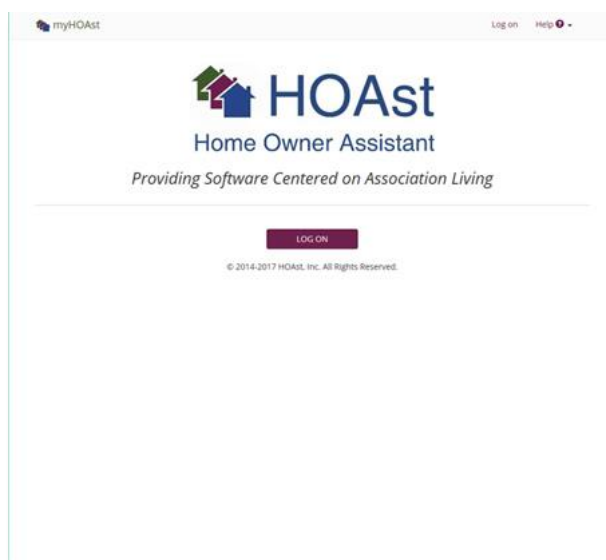 myHOAst
Log on Help
HOAst
Home Owner Assistant
Providing Software Centered on Association Living
LOG ON
© 2014-2017 HOAst, Inc. All Rights Reserved.